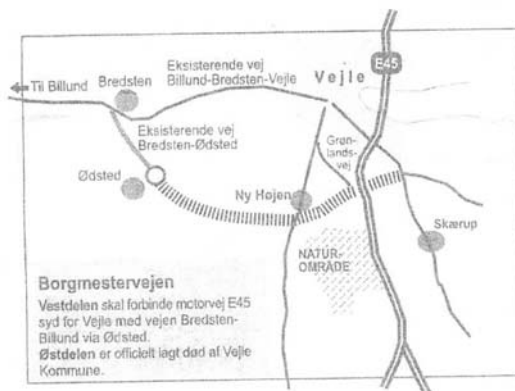 E45
Vejle
Eksisterende vej
Billund-Bredsten-Vejle
Bredsten
Til Billund
Eksisterende vej
Bredsten-Ødsted
Grøn-
lands-
vej
Ødsted
Ny Højen
Skærup
NATUR-
OMRÅDE
Borgmestervejen
Vestdelen skal forbinde motorvej E45
syd for Vejle med vejen Bredsten-
Billund via Ødsted.
Østdelen er officielt lagt død af Vejle
Kommune.